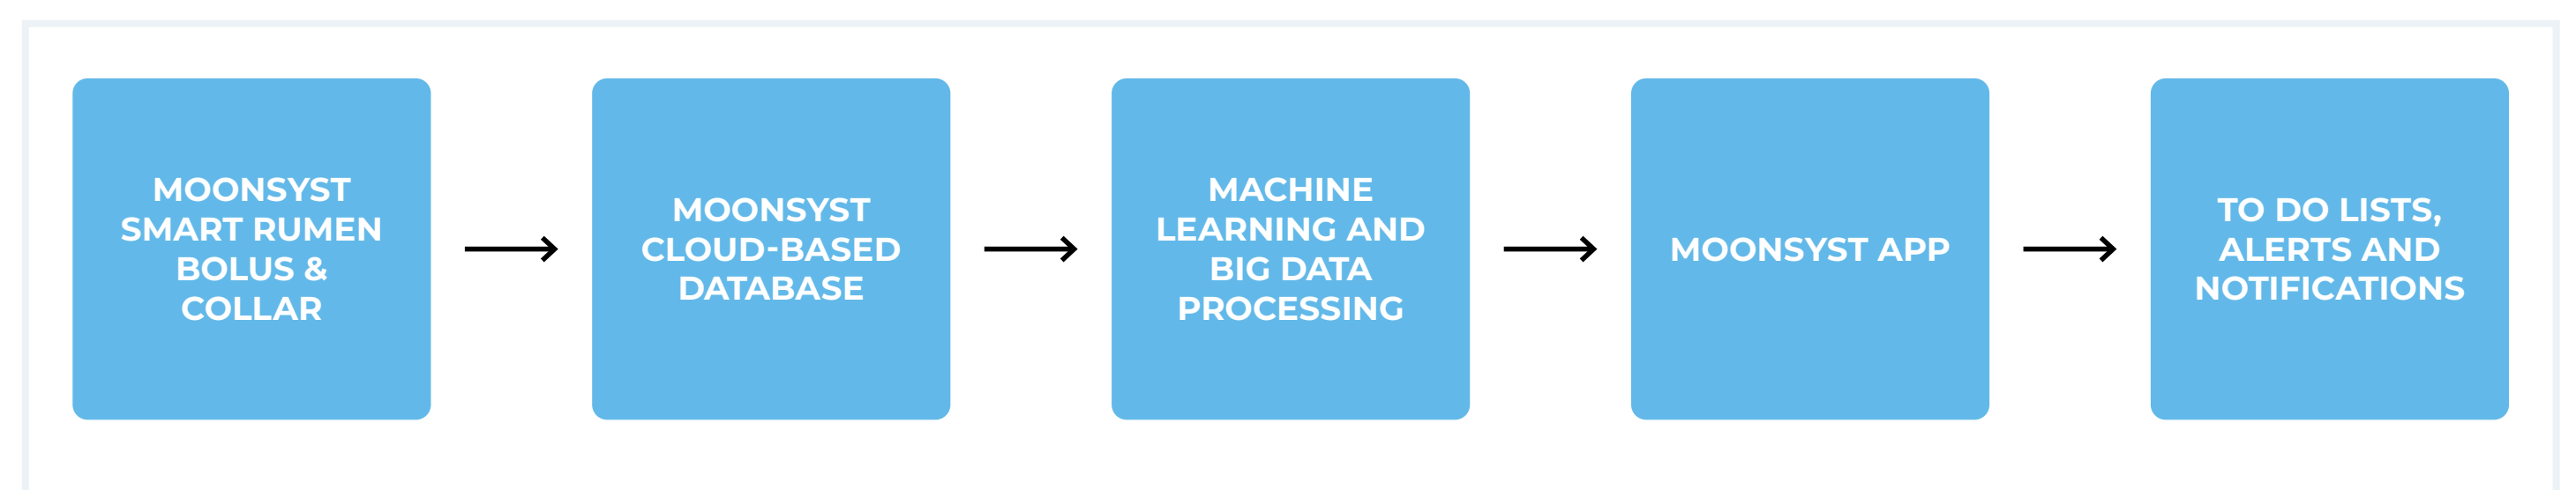 MOONSYST
SMART RUMEN
BOLUS &
COLLAR
MOONSYST
CLOUD-BASED
DATABASE
MACHINE
LEARNING AND
BIG DATA
PROCESSING
MOONSYST APP
TO DO LISTS,
ALERTS AND
NOTIFICATIONS